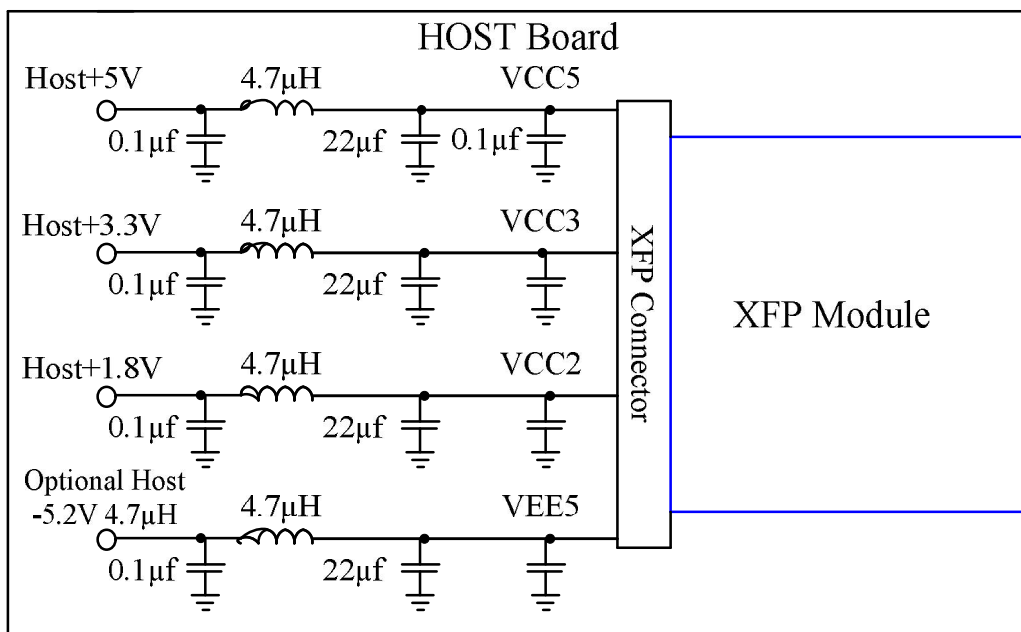 HOST Board
Host+5V
4.7μH
VCC5
0.1μf
22μf
0.1μf
Host+3.3V
4.7μH
VCC3
0.1μf
22μf
Host+1.8V
4.7μH
VCC2
0.1μf
22μf
Optional Host
-5.2V 4.7μH
4.7μH
VEE5
0.1μf
22μf
XFP Connector
XFP Module